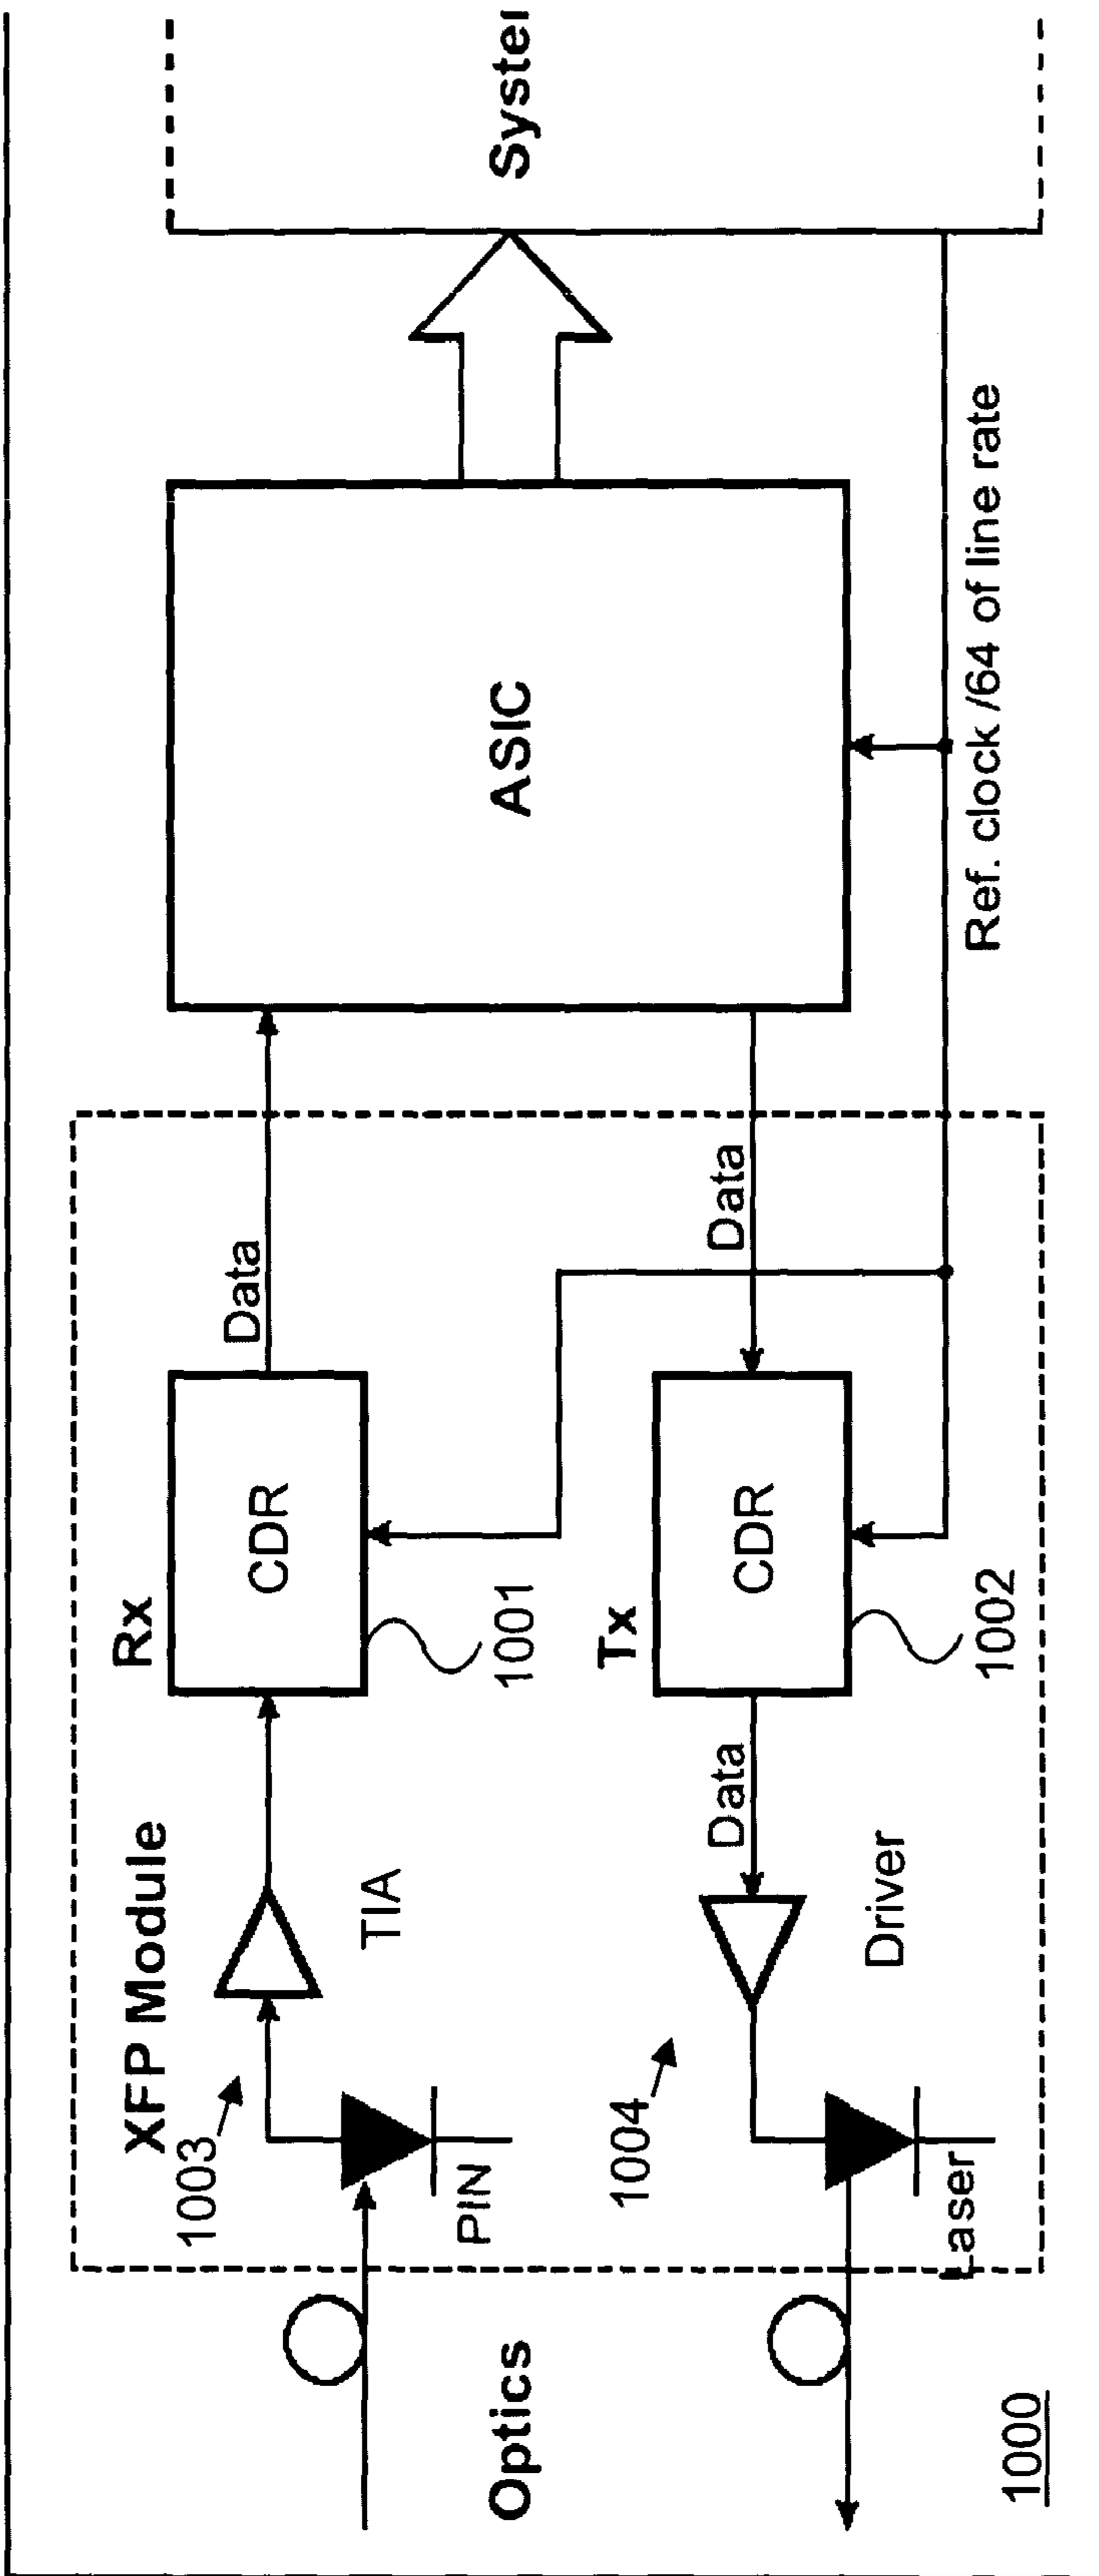 XFP Module
Rx
1003
Data
CDR
TIA
1001
PIN
Optics
Tx
1004
Data
Data
CDR
Driver
1002
Laser
1000
ASIC
Ref. clock /64 of line rate